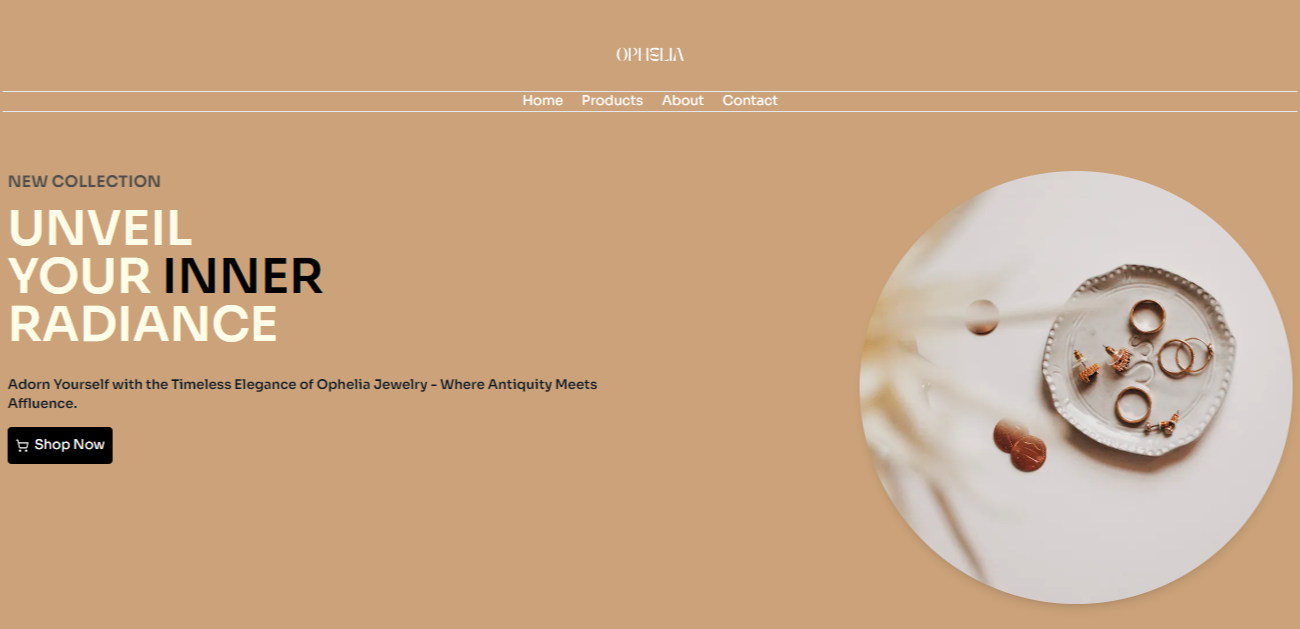 OPHELIA
Home Products About Contact
NEW COLLECTION
UNVEIL
YOUR INNER
RADIANCE
Adorn Yourself with the Timeless Elegance of Ophelia Jewelry - Where Antiquity Meets
Affluence.
Shop Now